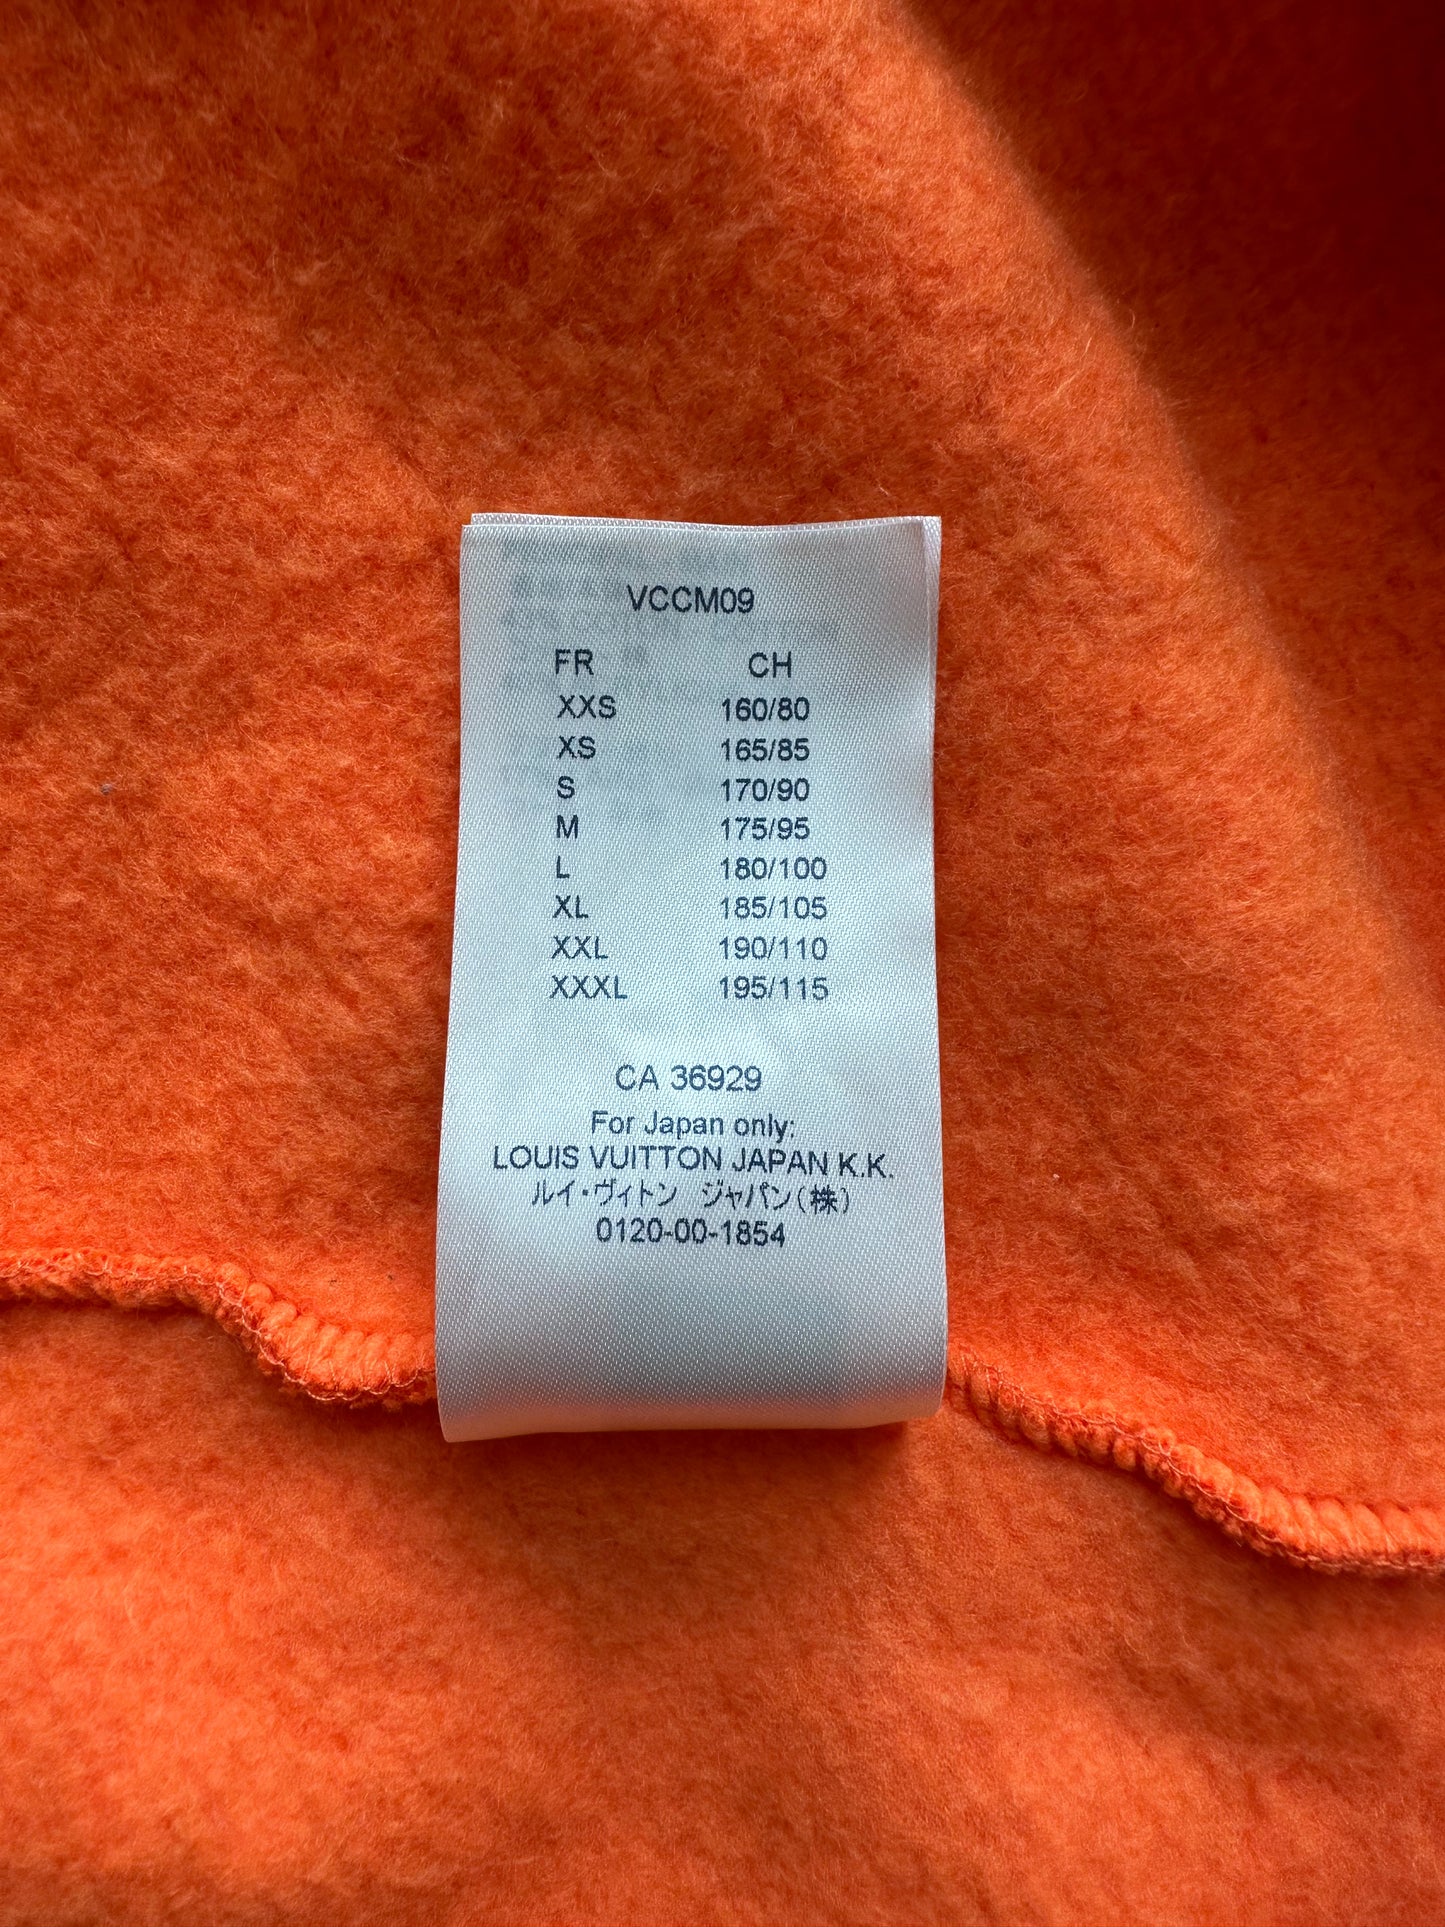 VCCM09
FR CH
XXS 160/80
XS 165/85
S 170/90
M 175/95
L 180/100
XL 185/105
XXL 190/110
XXXL 195/115
CA 36929
For Japan only:
LOUIS VUITTON JAPAN K.K.
ルイ・ヴィトン ジャパン(株)
0120-00-1854